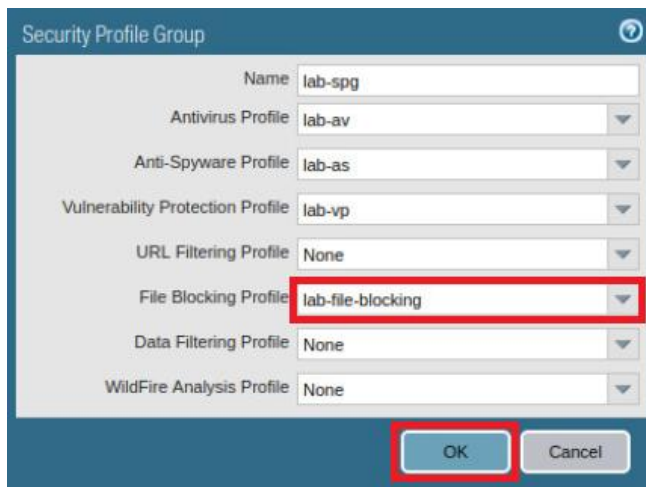 Security Profile Group
Name lab-spg
Antivirus Profile lab-av
Anti-Spyware Profile lab-as
Vulnerability Protection Profile lab-vp
URL Filtering Profile None
File Blocking Profile lab-file-blocking
Data Filtering Profile None
WildFire Analysis Profile None
OK Cancel